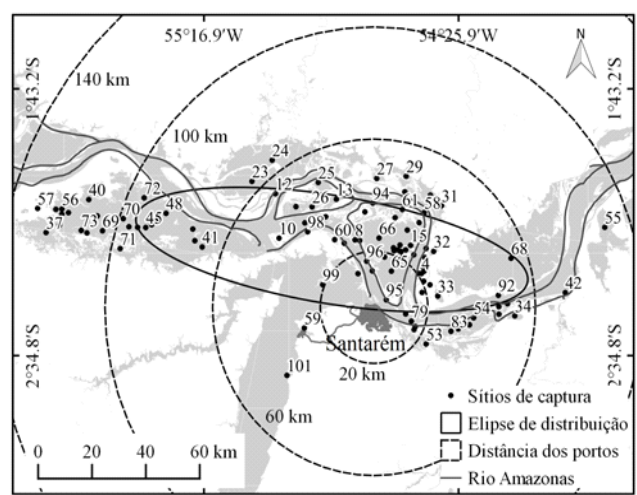 55°16.9'W 54°25.9'W N
140 km
1°43.2'S 1°43.2'S
100 km
24
23 25 27 29
12 13 94 31
57 56 40 72 48 26 61 58 55
37 73 69 70 45 98 15
71 41 10 60 8 66 32 68
96 65 4
99 95 33 92 42
59 79 83 54 34
Santarém 53
2°34.8'S 2°34.8'S
20 km
101
60 km
Sítios de captura
Elipse de distribuição
0 20 40 60 km
Distância dos portos
Rio Amazonas